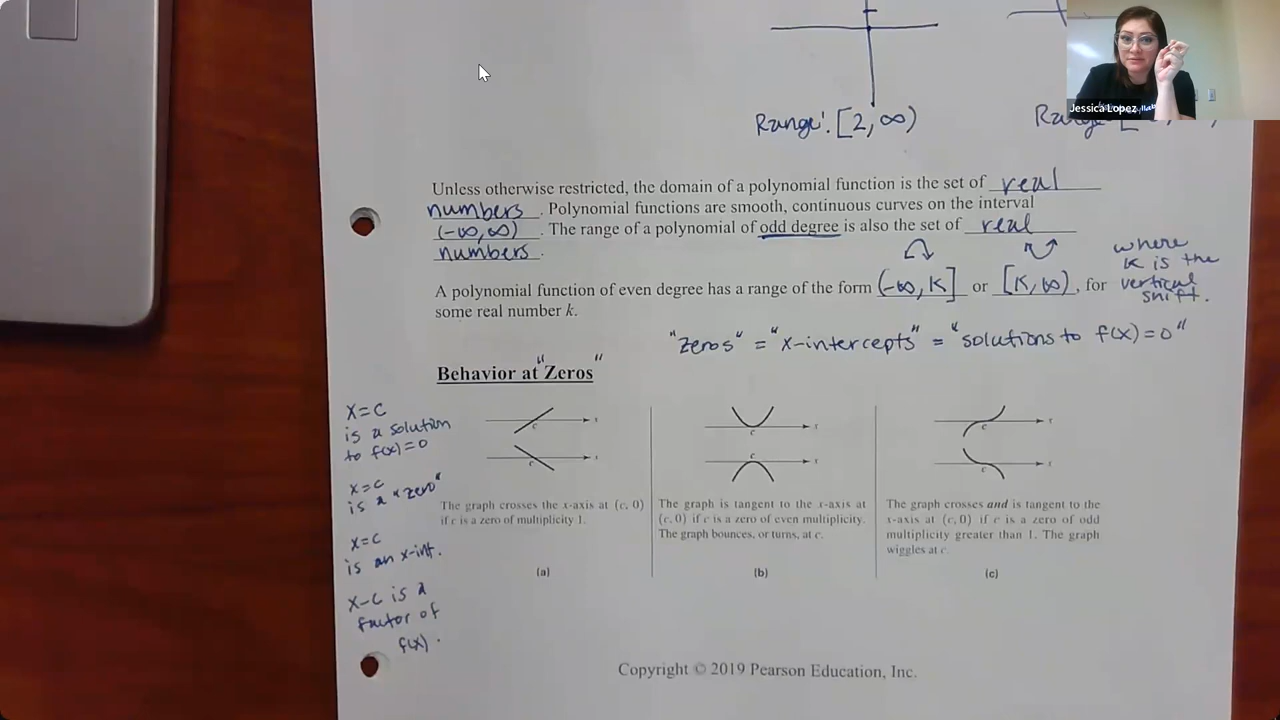 Jessica Lopez
Range: [2, ∞)
Unless otherwise restricted, the domain of a polynomial function is the set of real
numbers. Polynomial functions are smooth, continuous curves on the interval
(-∞, ∞). The range of a polynomial of odd degree is also the set of real
numbers.
A polynomial function of even degree has a range of the form (-∞, K] or [K, ∞), for
some real number k.
where
K is the
vertical
shift.
"zeros" = "x-intercepts" = "solutions to f(x)=0"
Behavior at "Zeros"
x=c
is a solution
to f(x)=0
x=c
is a "zero"
x=c
is an x-int.
x-c is a
factor of
f(x).
c x
c x
The graph crosses the x-axis at (c, 0)
if c is a zero of multiplicity 1.
(a)
c x
c x
The graph is tangent to the x-axis at
(c, 0) if c is a zero of even multiplicity.
The graph bounces, or turns, at c.
(b)
c x
c x
The graph crosses and is tangent to the
x-axis at (c, 0) if c is a zero of odd
multiplicity greater than 1. The graph
wiggles at c.
(c)
Copyright © 2019 Pearson Education, Inc.